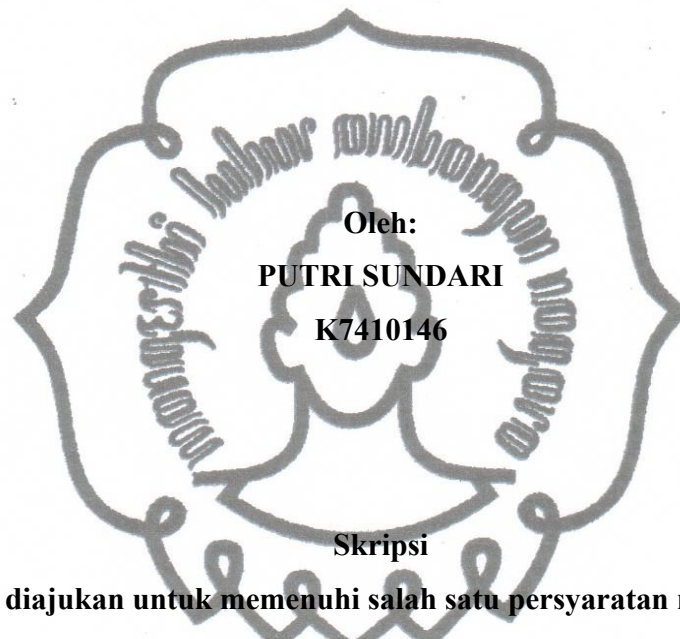 Oleh:
PUTRI SUNDARI
K7410146
Skripsi
diajukan untuk memenuhi salah satu persyaratan